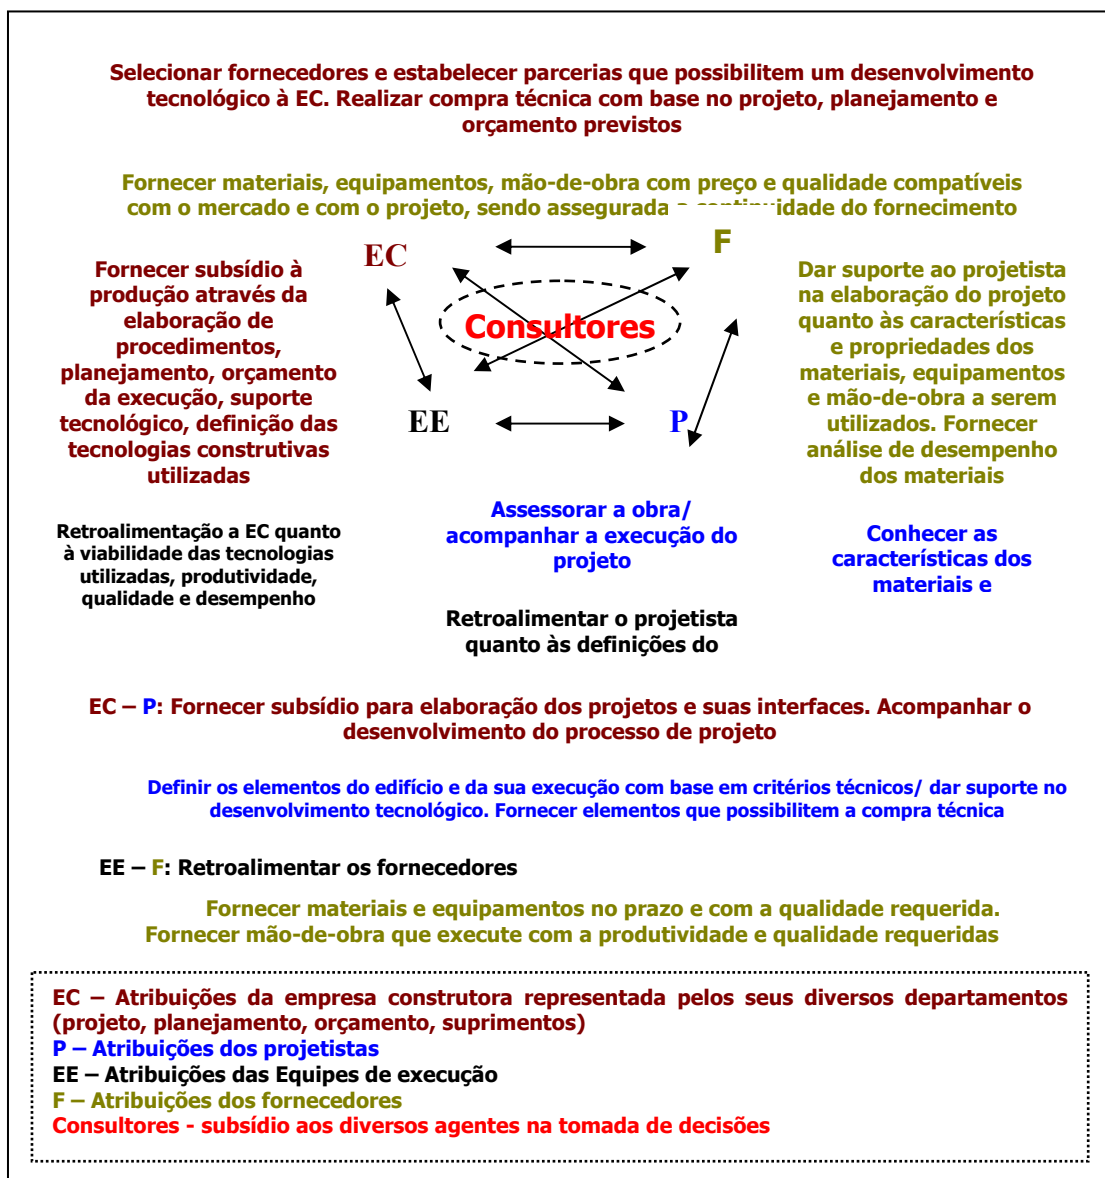 Selecionar fornecedores e estabelecer parcerias que possibilitem um desenvolvimento
tecnológico à EC. Realizar compra técnica com base no projeto, planejamento e
orçamento previstos
Fornecer materiais, equipamentos, mão-de-obra com preço e qualidade compatíveis
com o mercado e com o projeto, sendo assegurada a continuidade do fornecimento
EC
F
Consultores
EE
P
Fornecer subsídio à
produção através da
elaboração de
procedimentos,
planejamento, orçamento
da execução, suporte
tecnológico, definição das
tecnologias construtivas
utilizadas
Dar suporte ao projetista
na elaboração do projeto
quanto às características
e propriedades dos
materiais, equipamentos
e mão-de-obra a serem
utilizados. Fornecer
análise de desempenho
dos materiais
Retroalimentação a EC quanto
à viabilidade das tecnologias
utilizadas, produtividade,
qualidade e desempenho
Assessorar a obra/
acompanhar a execução do
projeto
Conhecer as
características dos
materiais e
Retroalimentar o projetista
quanto às definições do
EC – P: Fornecer subsídio para elaboração dos projetos e suas interfaces. Acompanhar o
desenvolvimento do processo de projeto
Definir os elementos do edifício e da sua execução com base em critérios técnicos/ dar suporte no
desenvolvimento tecnológico. Fornecer elementos que possibilitem a compra técnica
EE – F: Retroalimentar os fornecedores
Fornecer materiais e equipamentos no prazo e com a qualidade requerida.
Fornecer mão-de-obra que execute com a produtividade e qualidade requeridas
EC – Atribuições da empresa construtora representada pelos seus diversos departamentos
(projeto, planejamento, orçamento, suprimentos)
P – Atribuições dos projetistas
EE – Atribuições das Equipes de execução
F – Atribuições dos fornecedores
Consultores - subsídio aos diversos agentes na tomada de decisões